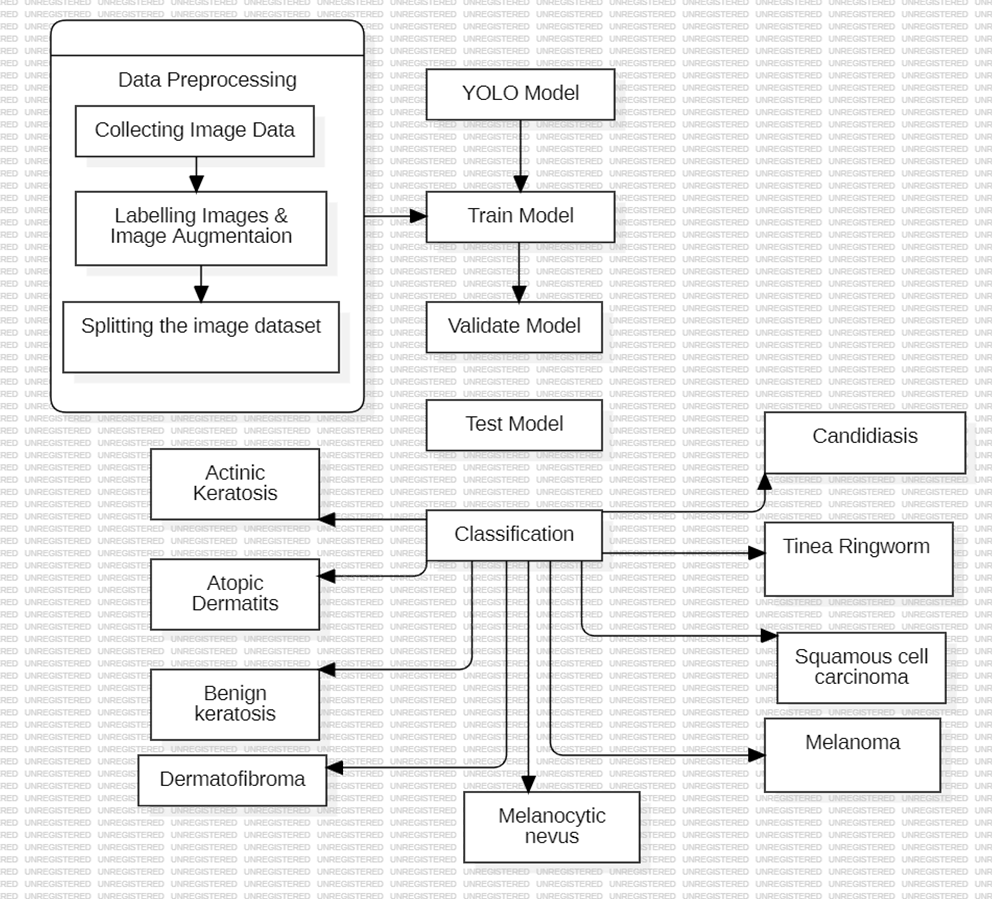 Data Preprocessing
Collecting Image Data
Labelling Images &
Image Augmentaion
Splitting the image dataset
YOLO Model
Train Model
Validate Model
Test Model
Classification
Actinic
Keratosis
Atopic
Dermatits
Benign
keratosis
Dermatofibroma
Melanocytic
nevus
Candidiasis
Tinea Ringworm
Squamous cell
carcinoma
Melanoma
UNREGISTERED